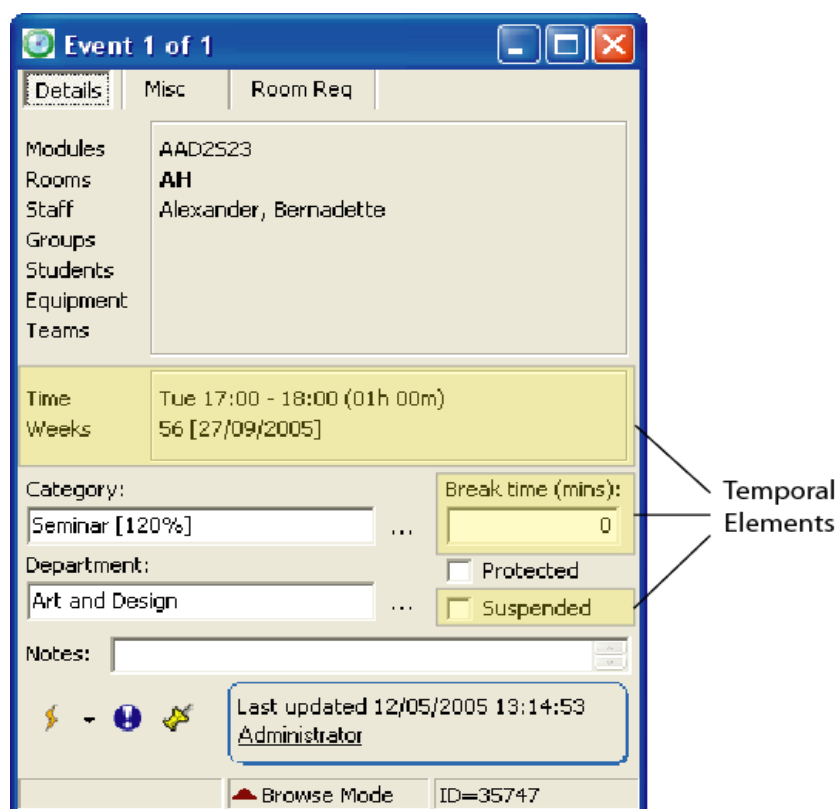 Event 1 of 1
Details Misc Room Req
Modules AAD2523
Rooms AH
Staff Alexander, Bernadette
Groups
Students
Equipment
Teams
Time Tue 17:00 - 18:00 (01h 00m)
Weeks 56 [27/09/2005]
Category: Break time (mins):
Seminar [120%] ... 0
Department: Protected
Art and Design ... Suspended
Notes:
Last updated 12/05/2005 13:14:53
Administrator
Browse Mode ID=35747
Temporal
Elements